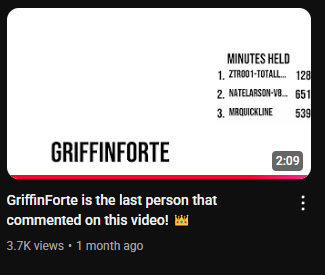 MINUTES HELD
1. ZTROO1-TOTALL... 128
2. NATELARSON-V8... 651
3. MRQUICKLINE 539
GRIFFINFORTE
2:09
GriffinForte is the last person that
commented on this video! 👑
3.7K views • 1 month ago